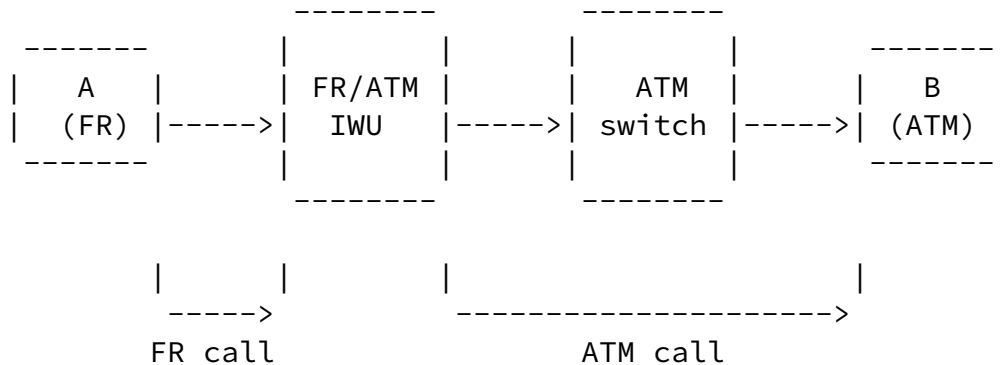 A FR/ATM ATM B
(FR) IWU switch (ATM)
FR call ATM call